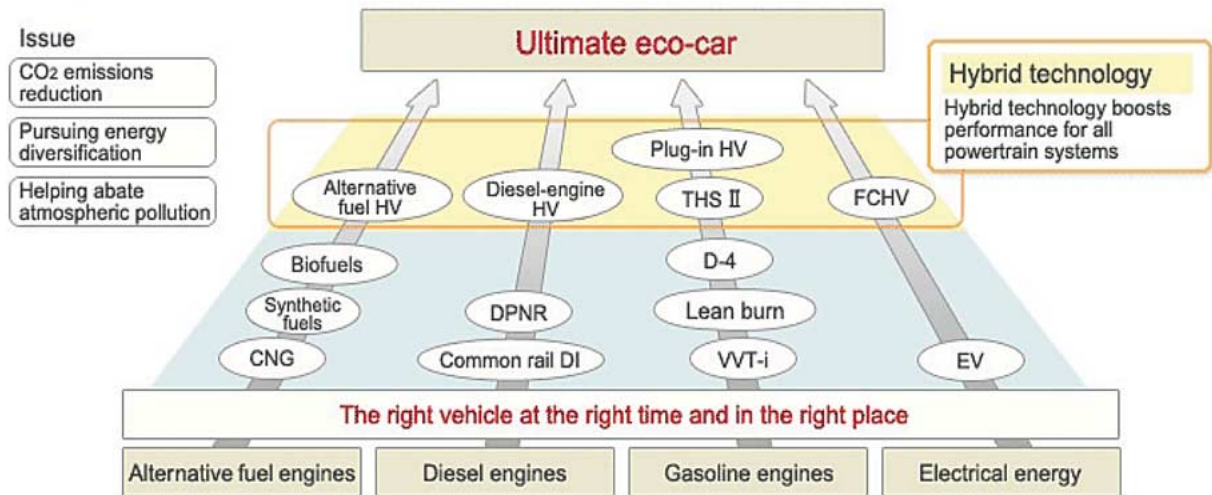 Ultimate eco-car
Issue
CO2 emissions
reduction
Pursuing energy
diversification
Helping abate
atmospheric pollution
Hybrid technology
Hybrid technology boosts
performance for all
powertrain systems
Plug-in HV
Alternative
fuel HV
Diesel-engine
HV
THS II
FCHV
Biofuels
D-4
Synthetic
fuels
DPNR
Lean burn
CNG
Common rail DI
VVT-i
EV
The right vehicle at the right time and in the right place
Alternative fuel engines
Diesel engines
Gasoline engines
Electrical energy